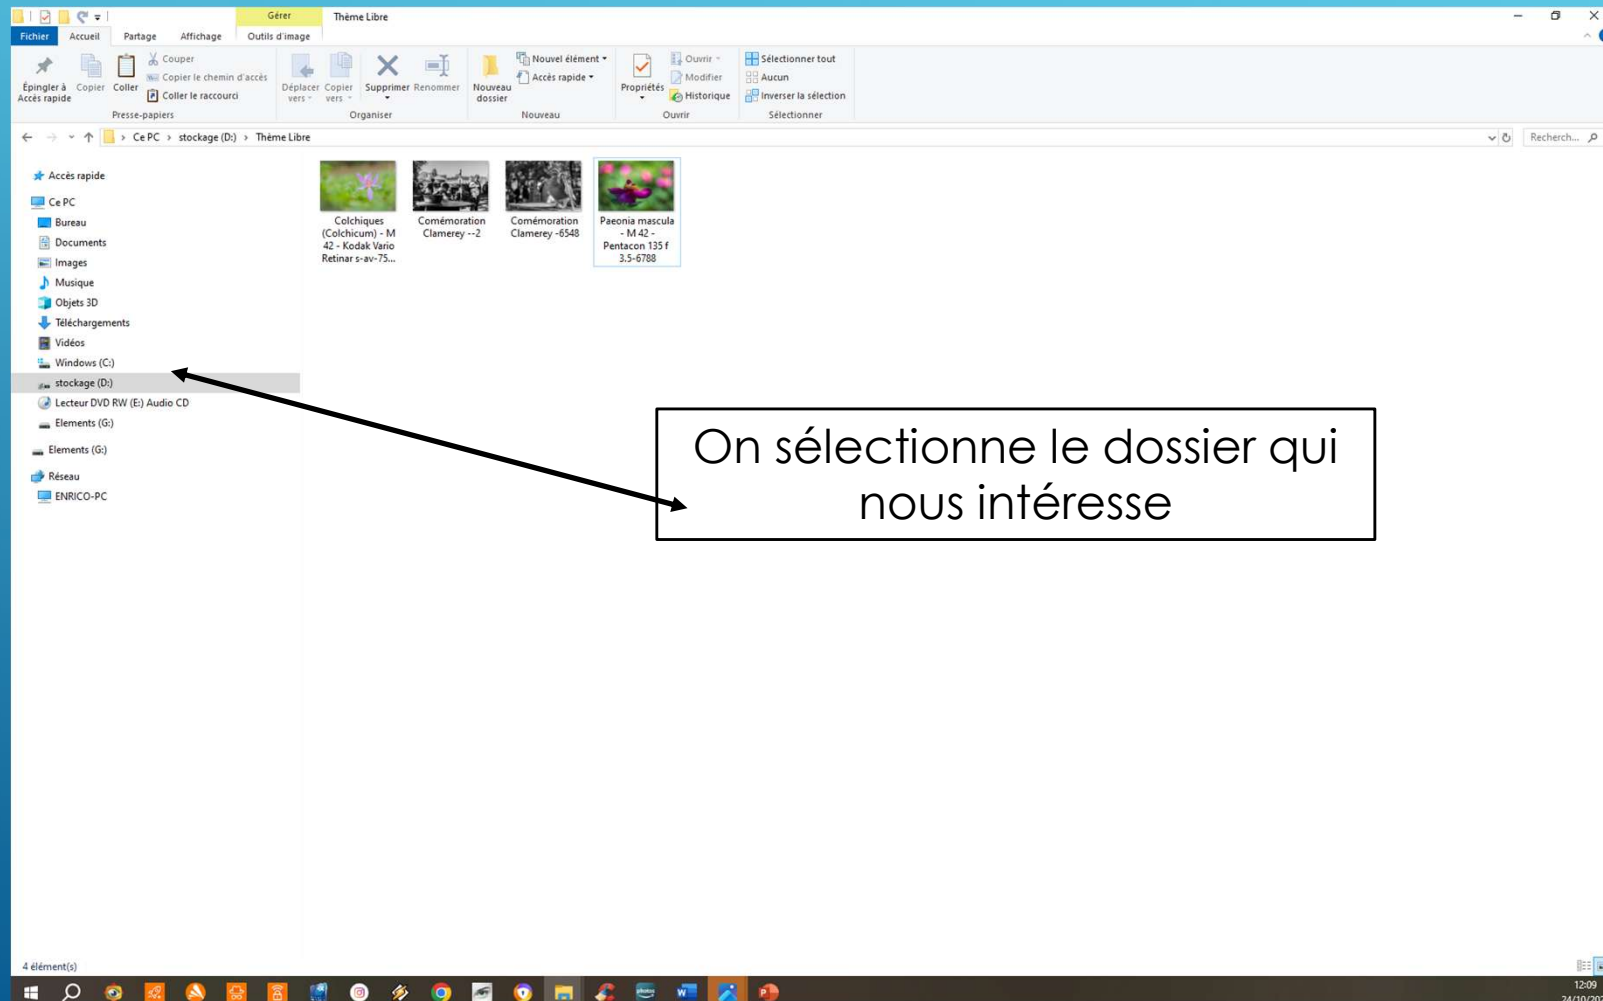 Gérer
Thème Libre
Fichier
Accueil
Partage
Affichage
Outils d'image
Épingler à
Accès rapide
Copier
Coller
Couper
Copier le chemin d'accès
Coller le raccourci
Presse-papiers
Déplacer
vers
Copier
vers
Supprimer
Renommer
Organiser
Nouveau
dossier
Nouvel élément
Accès rapide
Nouveau
Propriétés
Ouvrir
Modifier
Historique
Ouvrir
Sélectionner tout
Aucun
Inverser la sélection
Sélectionner
Ce PC > stockage (D:) > Thème Libre
Recherch...
Accès rapide
Ce PC
Bureau
Documents
Images
Musique
Objets 3D
Téléchargements
Vidéos
Windows (C:)
stockage (D:)
Lecteur DVD RW (E:) Audio CD
Elements (G:)
Elements (G:)
Réseau
ENRICO-PC
Colchiques
(Colchicum) - M
42 - Kodak Vario
Retinar s-av-75...
Comémoration
Clamerey --2
Comémoration
Clamerey -6548
Paeonia mascula
- M 42 -
Pentacon 135 f
3.5-6788
On sélectionne le dossier qui
nous intéresse
4 élément(s)
12:09